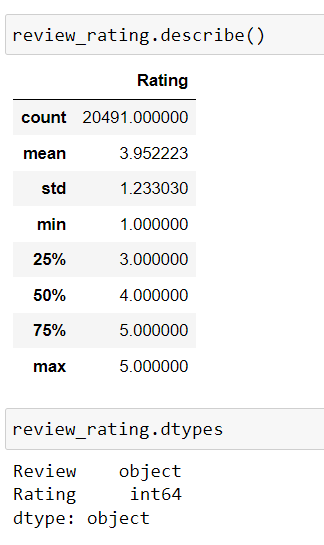 review_rating.describe()
Rating
count 20491.000000
mean 3.952223
std 1.233030
min 1.000000
25% 3.000000
50% 4.000000
75% 5.000000
max 5.000000
review_rating.dtypes
Review object
Rating int64
dtype: object